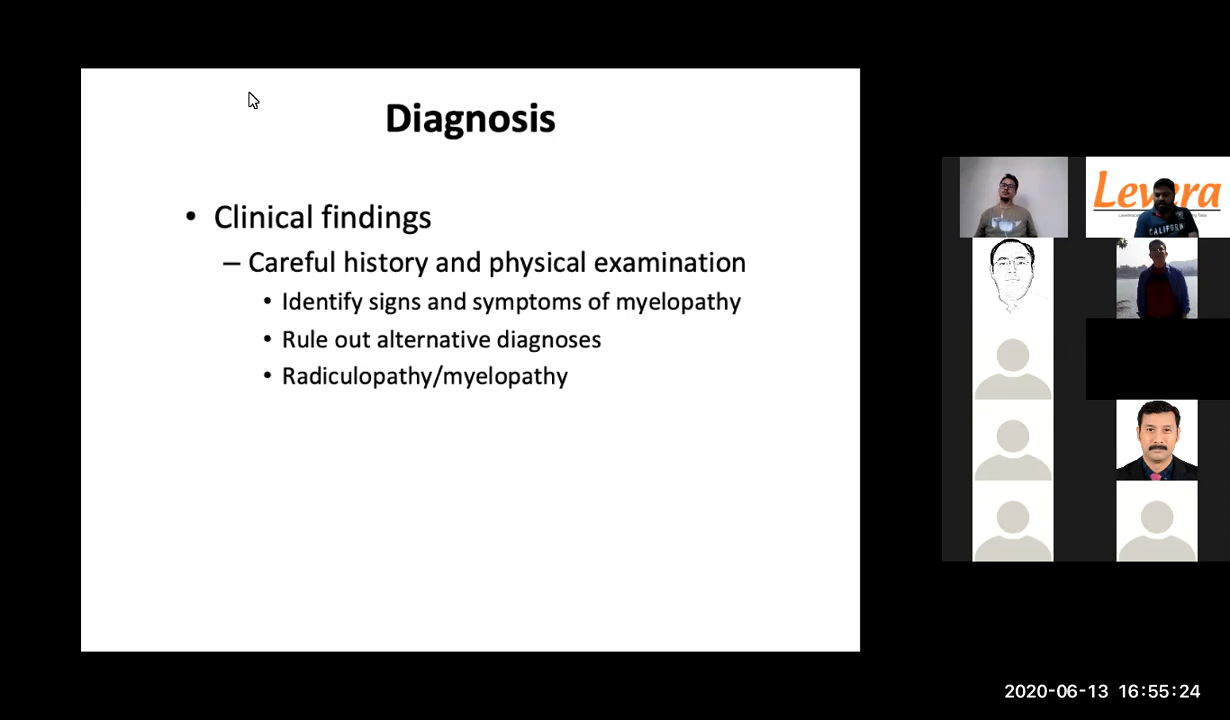 Diagnosis
• Clinical findings
– Careful history and physical examination
• Identify signs and symptoms of myelopathy
• Rule out alternative diagnoses
• Radiculopathy/myelopathy
CALIFORN
2020-06-13 16:55:24